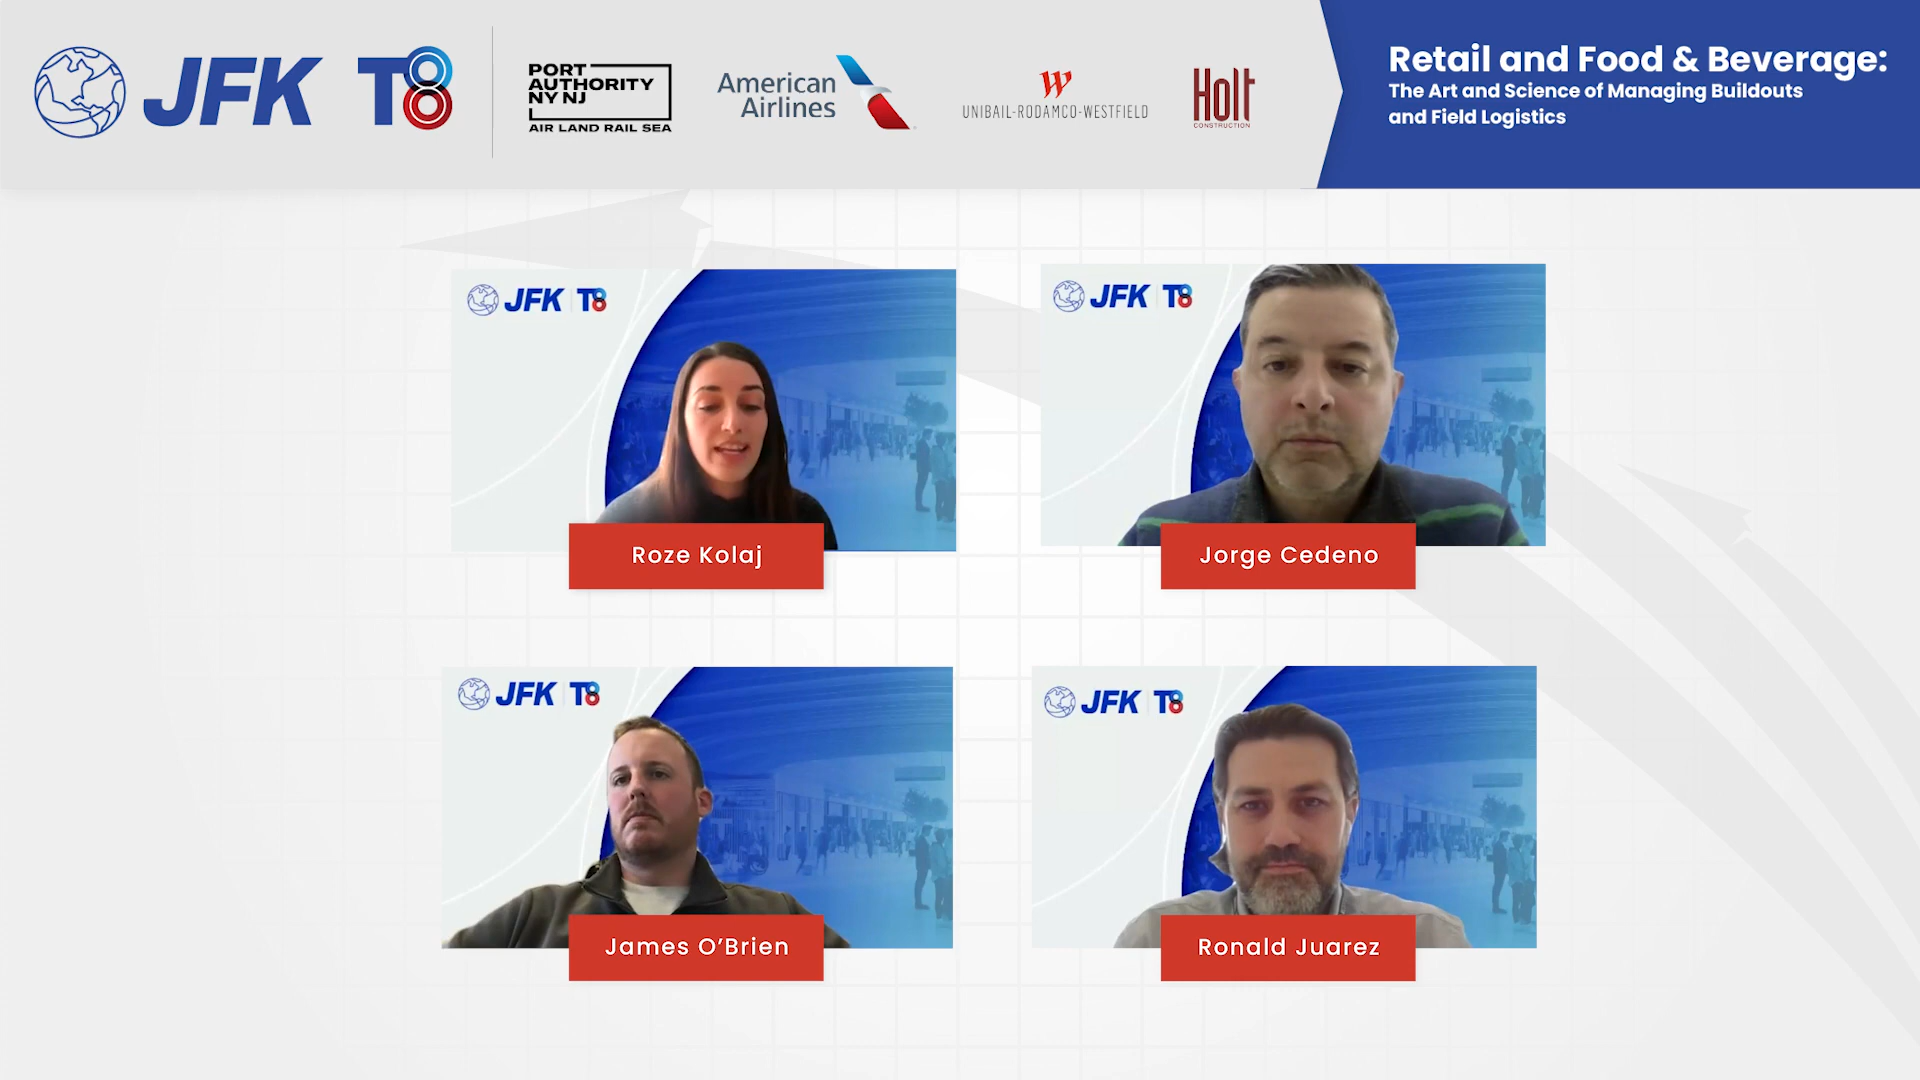 JFK T8
PORT
AUTHORITY
NY NJ
AIR LAND RAIL SEA
American
Airlines
UNIBAIL-RODAMCO-WESTFIELD
Holt
CONSTRUCTION
Retail and Food & Beverage:
The Art and Science of Managing Buildouts
and Field Logistics
JFK T8
Roze Kolaj
JFK T8
Jorge Cedeno
JFK T8
James O’Brien
JFK T8
Ronald Juarez